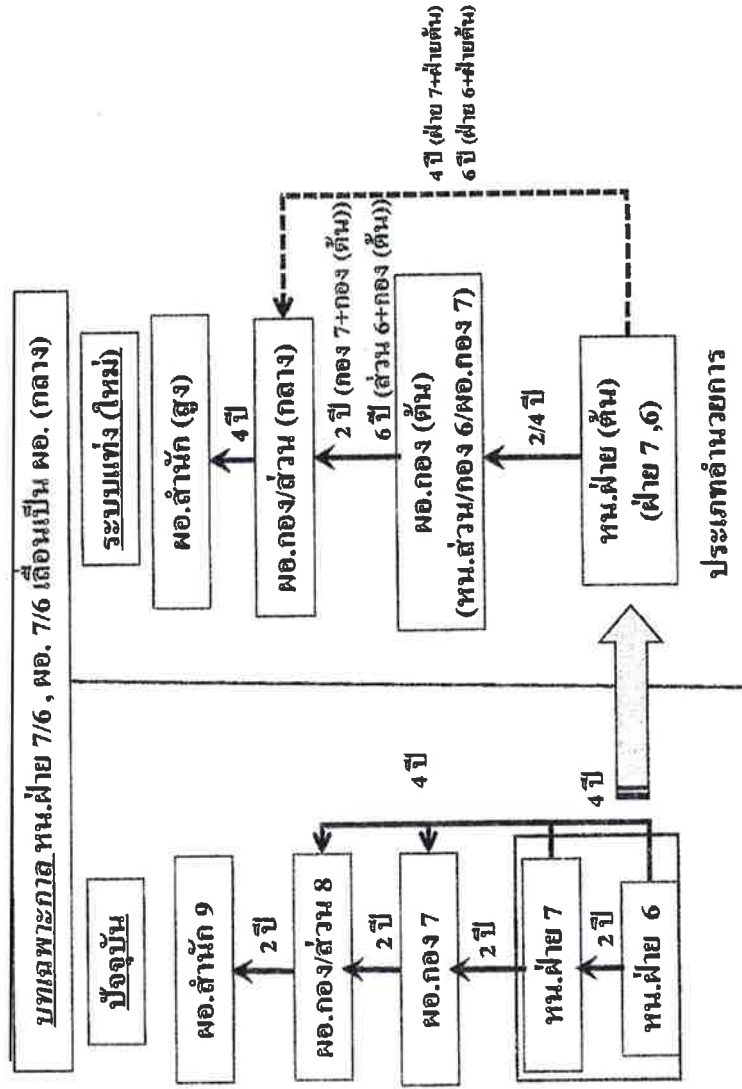 บทเฉพาะกาล หน.ฝ่าย 7/6 , ผอ. 7/6 เลื่อนเป็น ผอ. (กลาง)
ปัจจุบัน
ผอ.สำนัก 9
2 ปี
ผอ.กอง/ส่วน 8
2 ปี
ผอ.กอง 7
2 ปี
หน.ฝ่าย 7
2 ปี
หน.ฝ่าย 6
4 ปี
4 ปี
ระบบแท่ง (ใหม่)
ผอ.สำนัก (สูง)
4 ปี
ผอ.กอง/ส่วน (กลาง)
2 ปี (กอง 7+กอง (ต้น))
6 ปี (ส่วน 6+กอง (ต้น))
ผอ.กอง (ต้น)
(หน.ส่วน/กอง 6/ผอ.กอง 7)
2/4 ปี
หน.ฝ่าย (ต้น)
(ฝ่าย 7 ,6)
4 ปี (ฝ่าย 7+ฝ่ายต้น)
6 ปี (ฝ่าย 6+ฝ่ายต้น)
ประเภทอำนวยการ